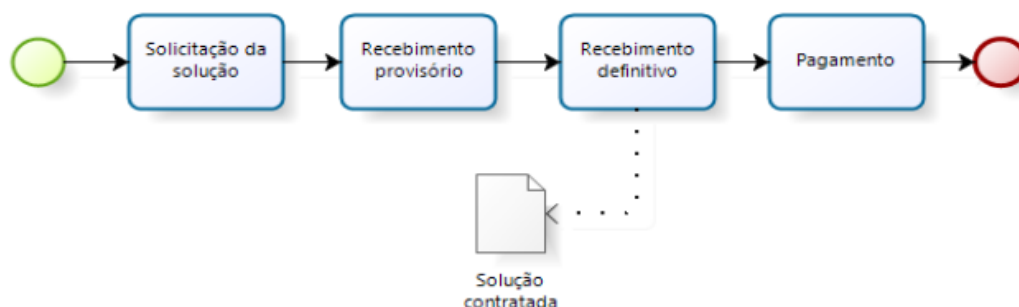 Solicitação da
solução
Recebimento
provisório
Recebimento
definitivo
Pagamento
Solução
contratada